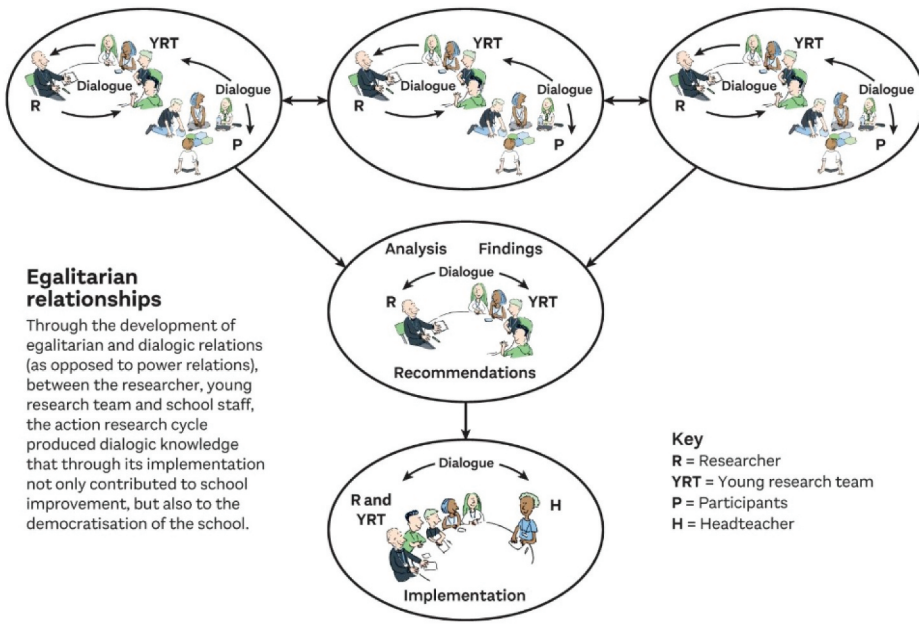 YRT
Dialogue
Dialogue
R
P
YRT
Dialogue
Dialogue
R
P
YRT
Dialogue
Dialogue
R
P
Analysis Findings
Dialogue
R YRT
Recommendations
Egalitarian
relationships
Through the development of
egalitarian and dialogic relations
(as opposed to power relations),
between the researcher, young
research team and school staff,
the action research cycle
produced dialogic knowledge
that through its implementation
not only contributed to school
improvement, but also to the
democratisation of the school.
Dialogue
R and
YRT
H
Implementation
Key
R = Researcher
YRT = Young research team
P = Participants
H = Headteacher